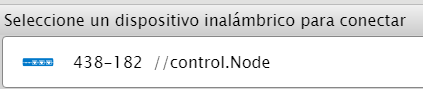 Seleccione un dispositivo inalámbrico para conectar
438-182 //control.Node